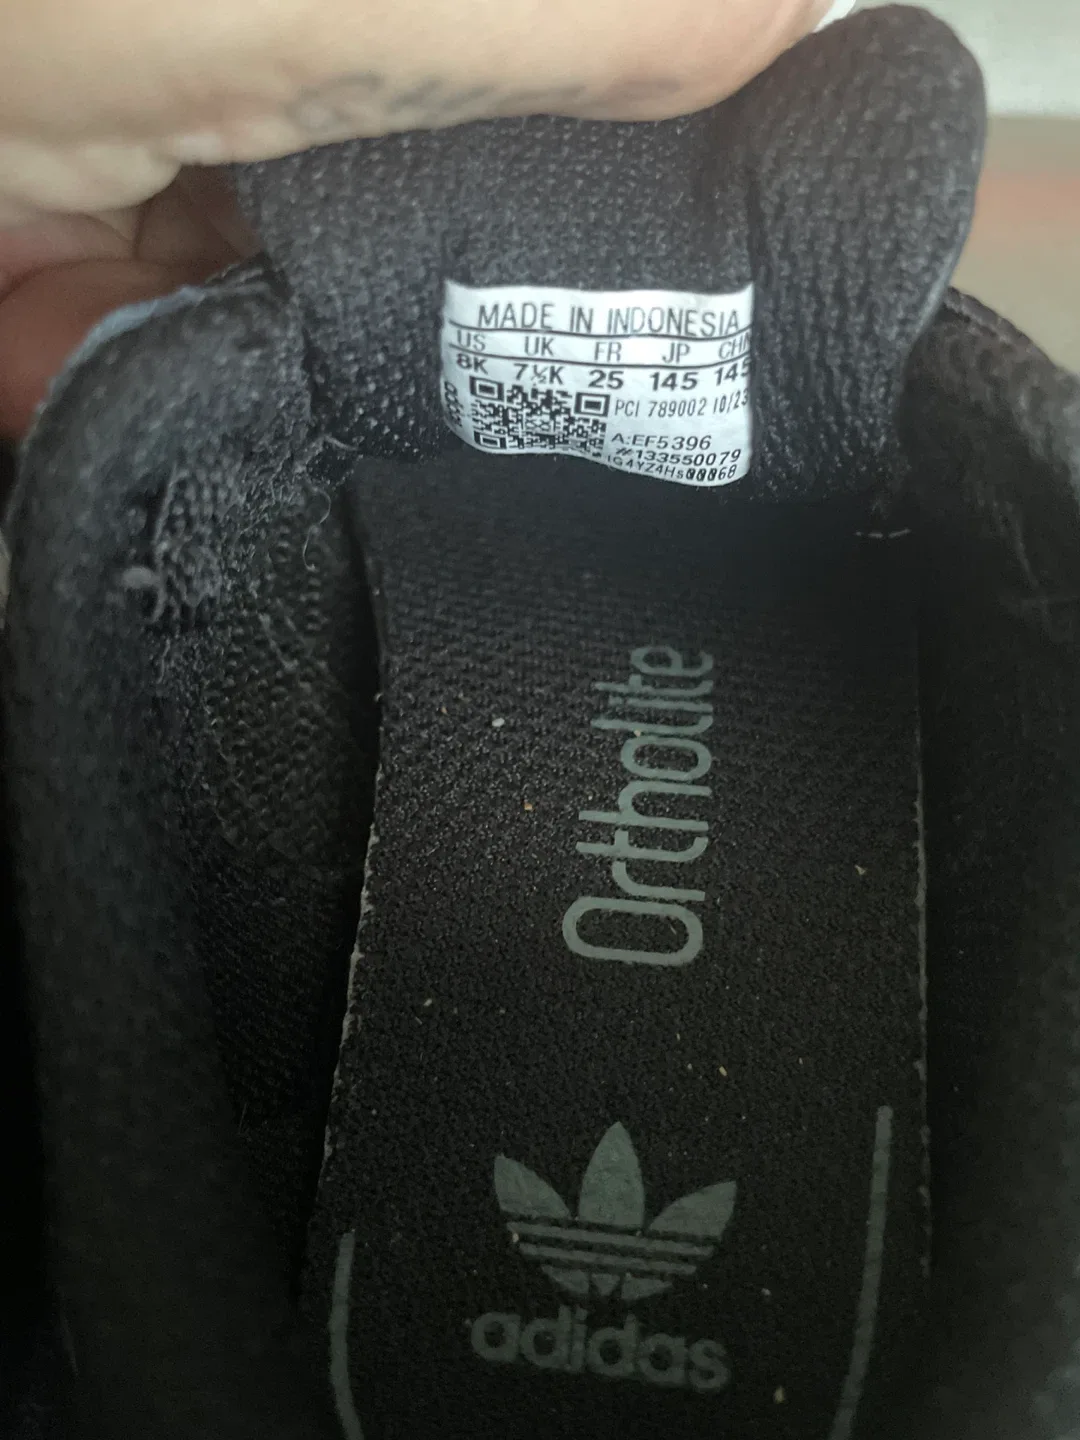 MADE IN INDONESIA
US UK FR JP CHN
8K 7½K 25 145 145
PCI 789002 10/23
A:EF5396
#133550079
Ortholite
adidas